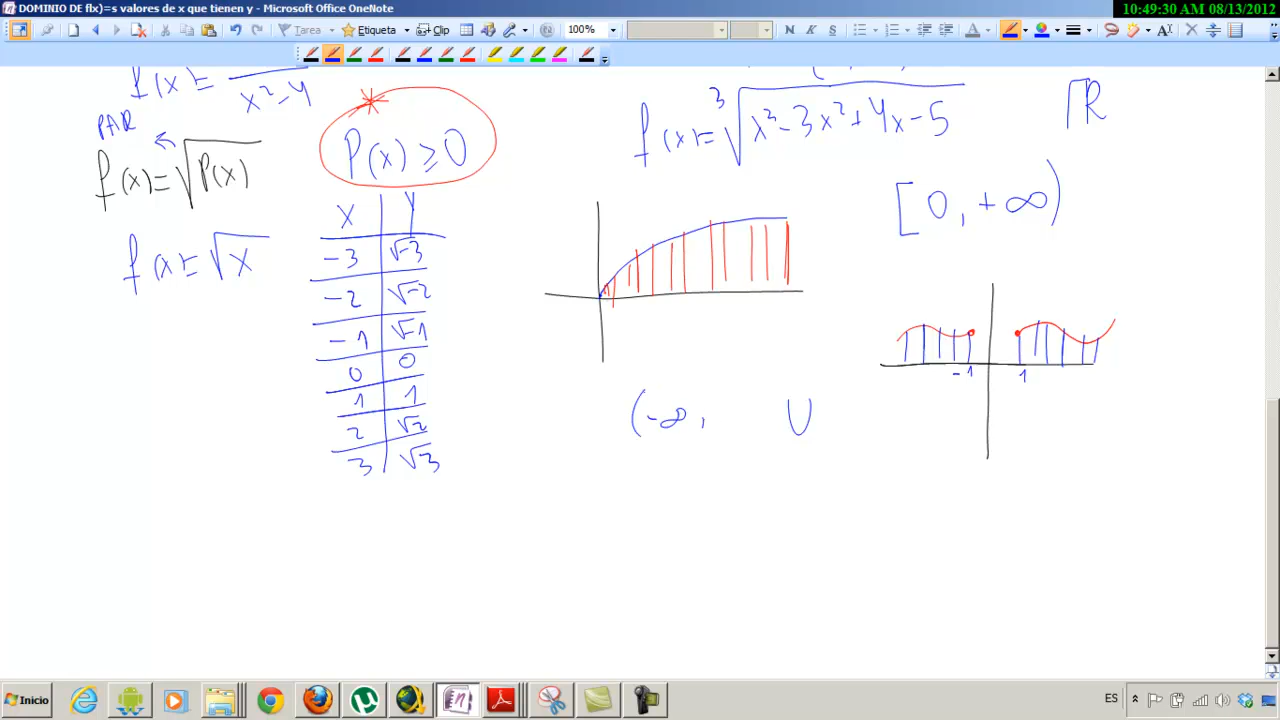 DOMINIO DE f(x)=s valores de x que tienen y - Microsoft Office OneNote
10:49:30 AM 08/13/2012
Tarea Etiqueta Clip 100% N
f(x)= x²-4
PAR
f(x)=√P(x)
f(x)=√x
P(x) ≥ 0
X Y
-3 √-3
-2 √-2
-1 √-1
0 0
1 1
2 √2
3 √3
f(x)= ³√x³-3x²+4x-5
ℝ
[0,+∞)
-1 1
(-∞, U
Inicio
ES